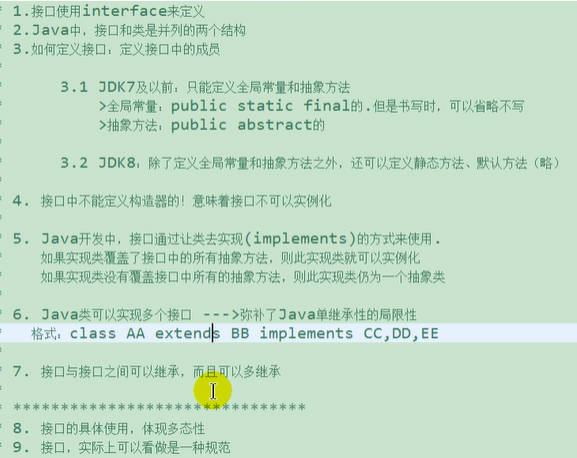 * 1.接口使用interface来定义
* 2.Java中，接口和类是并列的两个结构
* 3.如何定义接口：定义接口中的成员
*
* 3.1 JDK7及以前：只能定义全局常量和抽象方法
* >全局常量：public static final的.但是书写时，可以省略不写
* >抽象方法：public abstract的
*
* 3.2 JDK8：除了定义全局常量和抽象方法之外，还可以定义静态方法、默认方法（略）
*
* 4. 接口中不能定义构造器的！意味着接口不可以实例化
*
* 5. Java开发中，接口通过让类去实现(implements)的方式来使用.
* 如果实现类覆盖了接口中的所有抽象方法，则此实现类就可以实例化
* 如果实现类没有覆盖接口中所有的抽象方法，则此实现类仍为一个抽象类
*
* 6. Java类可以实现多个接口 --->弥补了Java单继承性的局限性
* 格式：class AA extends BB implements CC,DD,EE
*
* 7. 接口与接口之间可以继承，而且可以多继承
*
* *******************************
* 8. 接口的具体使用，体现多态性
* 9. 接口，实际上可以看做是一种规范